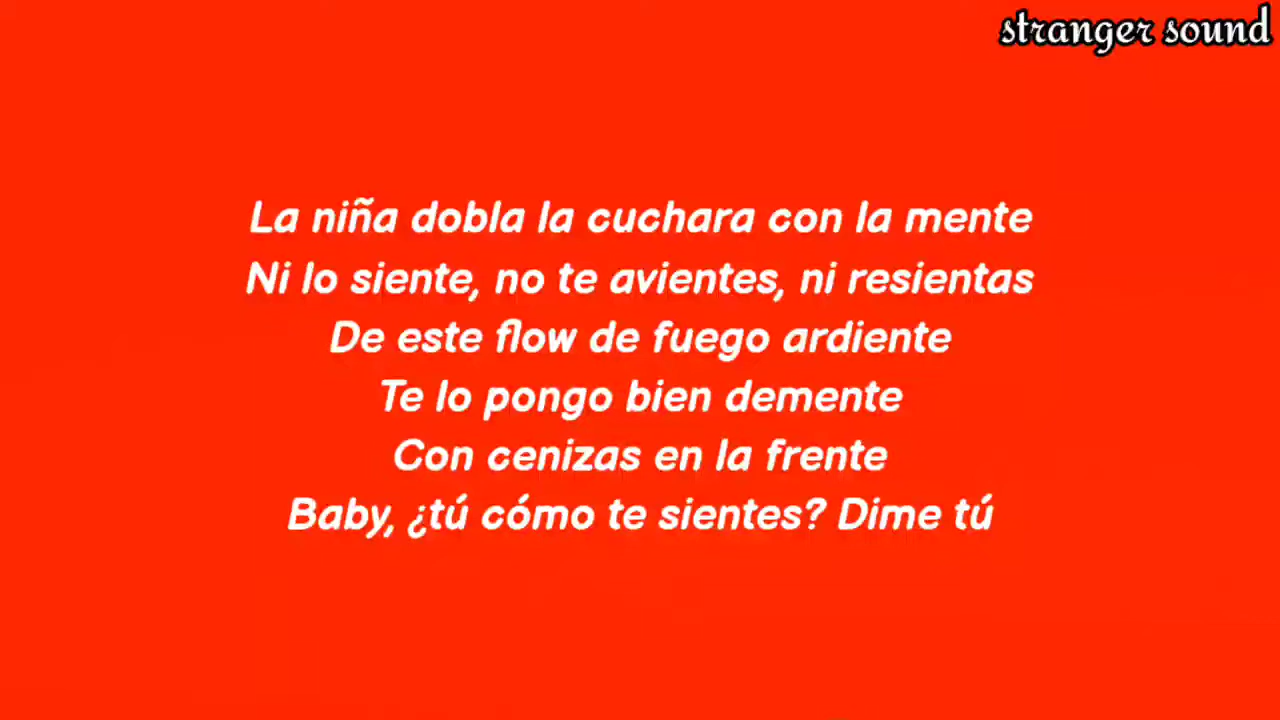 stranger sound
La niña dobla la cuchara con la mente
Ni lo siente, no te avientes, ni resientas
De este flow de fuego ardiente
Te lo pongo bien demente
Con cenizas en la frente
Baby, ¿tú cómo te sientes? Dime tú